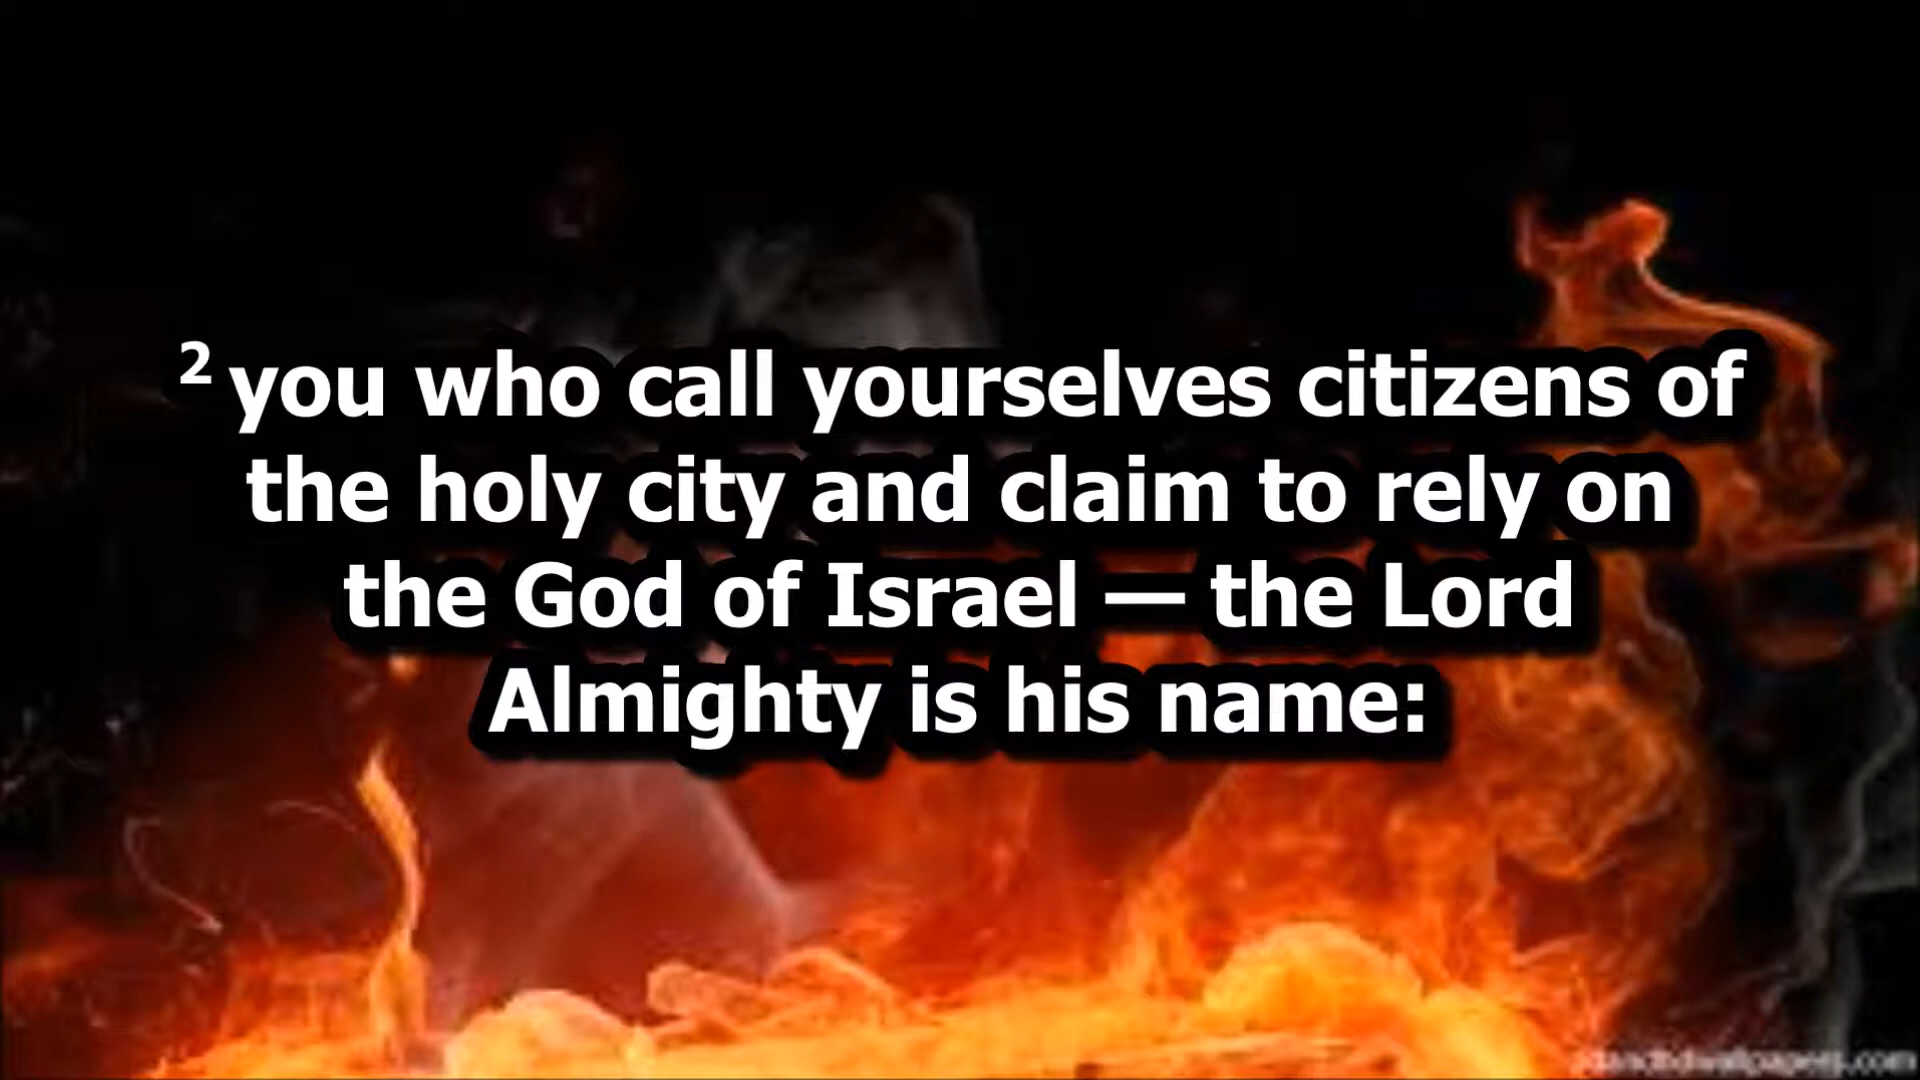 ² you who call yourselves citizens of
the holy city and claim to rely on
the God of Israel — the Lord
Almighty is his name: